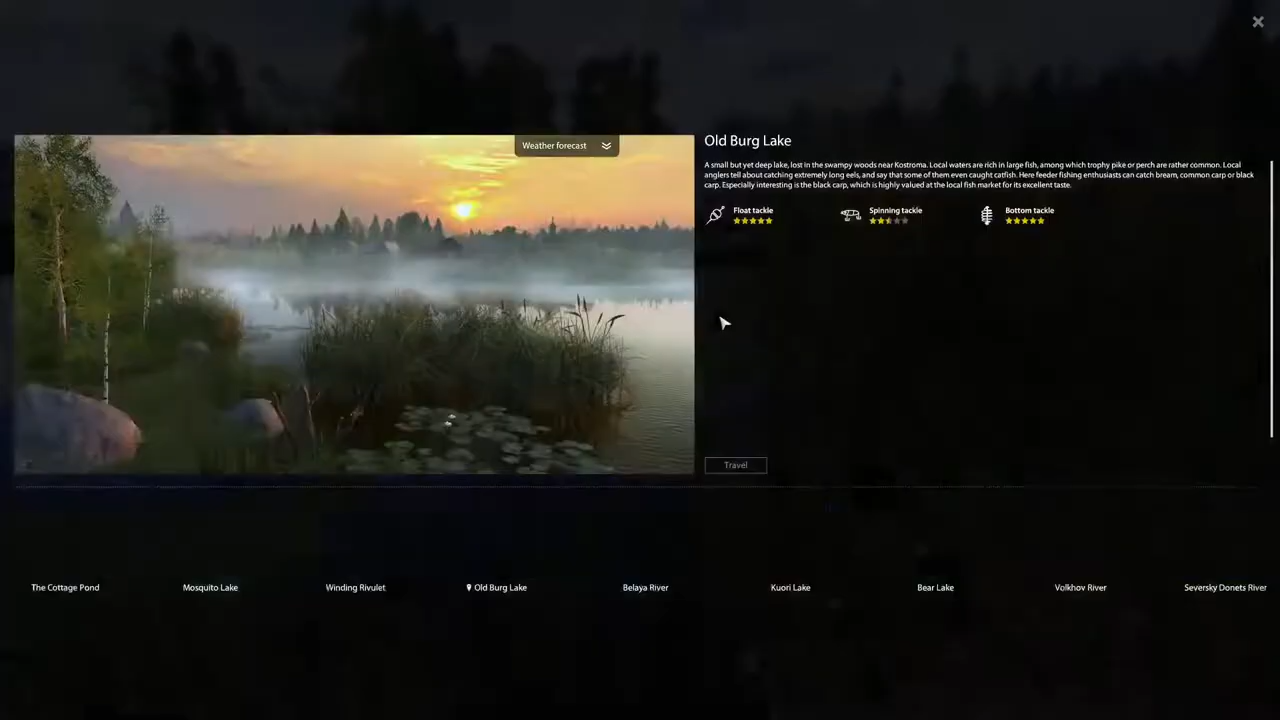 Weather forecast
Old Burg Lake
A small but yet deep lake, lost in the swampy woods near Kostroma. Local waters are rich in large fish, among which trophy pike or perch are rather common. Local
anglers tell about catching extremely long eels, and say that some of them even caught catfish. Here feeder fishing enthusiasts can catch bream, common carp or black
carp. Especially interesting is the black carp, which is highly valued at the local fish market for its excellent taste.
Float tackle Spinning tackle Bottom tackle
Travel
The Cottage Pond Mosquito Lake Winding Rivulet Old Burg Lake Belaya River Kuori Lake Bear Lake Volkhov River Seversky Donets River